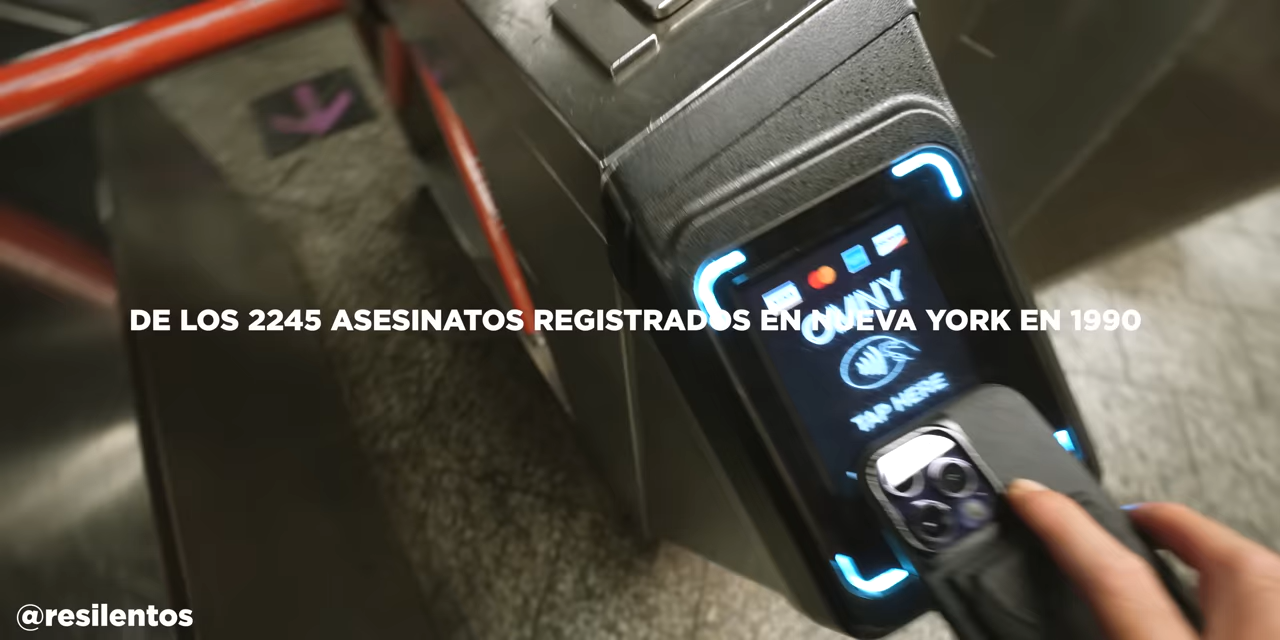 OMNY
DE LOS 2245 ASESINATOS REGISTRADOS EN NUEVA YORK EN 1990
TAP HERE
@resilentos